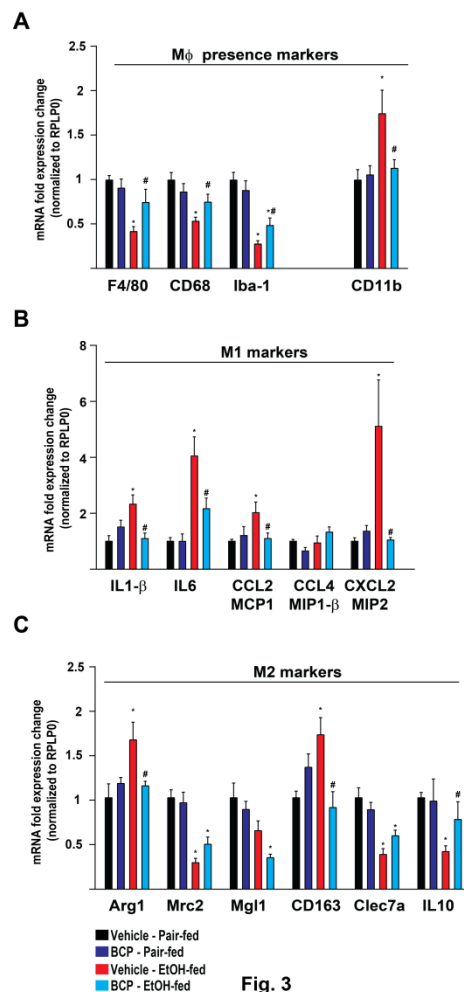 A
Mϕ presence markers
mRNA fold expression change
(normalized to RPLP0)
2.5
2
1.5
1
0.5
*
#
*
#
*
*#
*
#
F4/80 CD68 Iba-1 CD11b
B
M1 markers
mRNA fold expression change
(normalized to RPLP0)
8
6
4
2
*
#
*
#
*
#
*
#
IL1-β IL6 CCL2 CCL4 CXCL2
MCP1 MIP1-β MIP2
C
M2 markers
mRNA fold expression change
(normalized to RPLP0)
2.5
2
1.5
1
0.5
*
#
*
*
*
*
#
*
*
*
#
Arg1 Mrc2 Mgl1 CD163 Clec7a IL10
Vehicle - Pair-fed
BCP - Pair-fed
Vehicle - EtOH-fed
BCP - EtOH-fed
Fig. 3